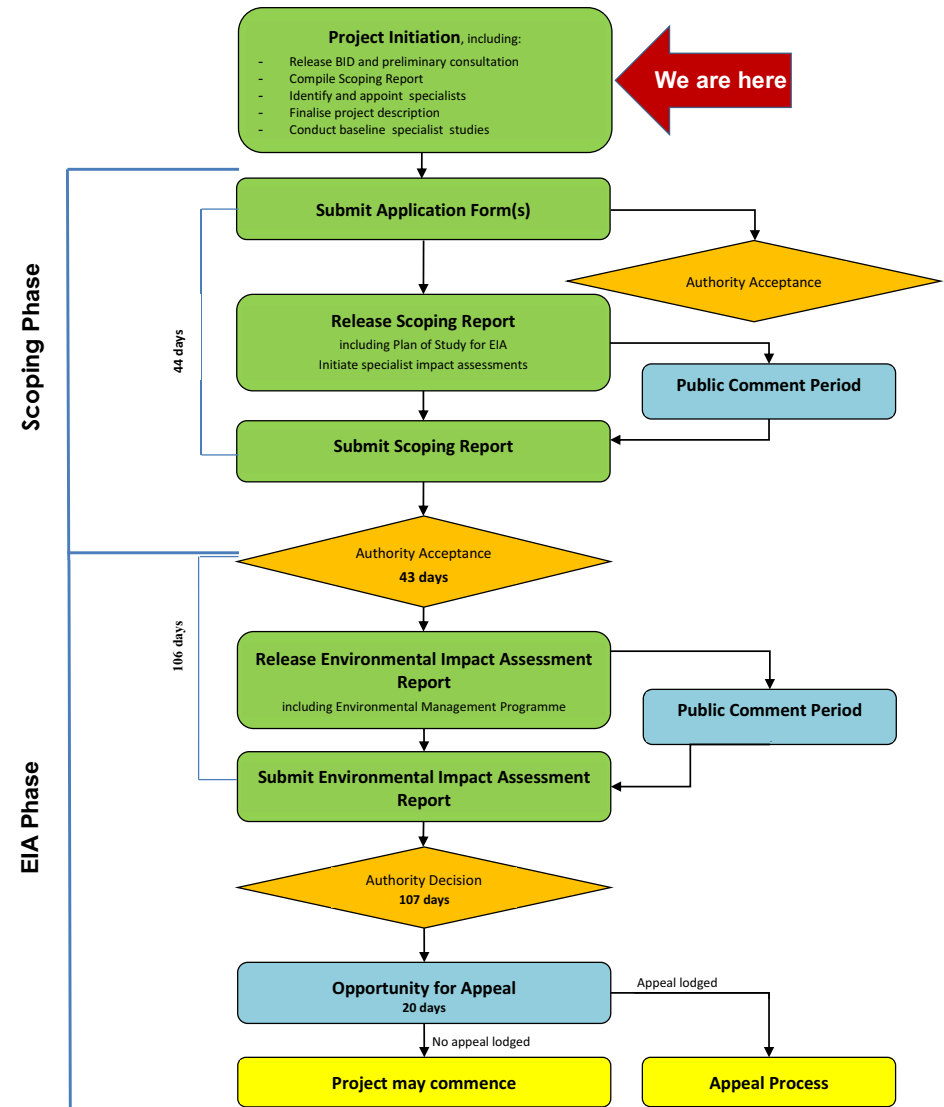 Project Initiation, including:
- Release BID and preliminary consultation
- Compile Scoping Report
- Identify and appoint specialists
- Finalise project description
- Conduct baseline specialist studies
We are here
Scoping Phase
44 days
Submit Application Form(s)
Authority Acceptance
Release Scoping Report
including Plan of Study for EIA
Initiate specialist impact assessments
Public Comment Period
Submit Scoping Report
Authority Acceptance
43 days
EIA Phase
106 days
Release Environmental Impact Assessment
Report
including Environmental Management Programme
Public Comment Period
Submit Environmental Impact Assessment
Report
Authority Decision
107 days
Opportunity for Appeal
20 days
Appeal lodged
No appeal lodged
Project may commence
Appeal Process